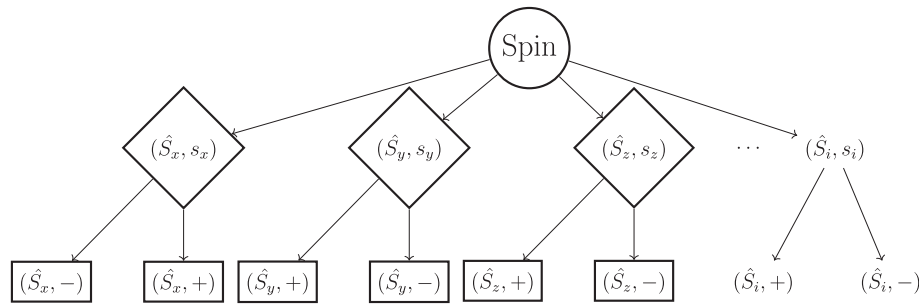 Spin
(Ŝ_x, s_x) (Ŝ_y, s_y) (Ŝ_z, s_z) ⋯ (Ŝ_i, s_i)
(Ŝ_x, −) (Ŝ_x, +) (Ŝ_y, +) (Ŝ_y, −) (Ŝ_z, +) (Ŝ_z, −) (Ŝ_i, +) (Ŝ_i, −)